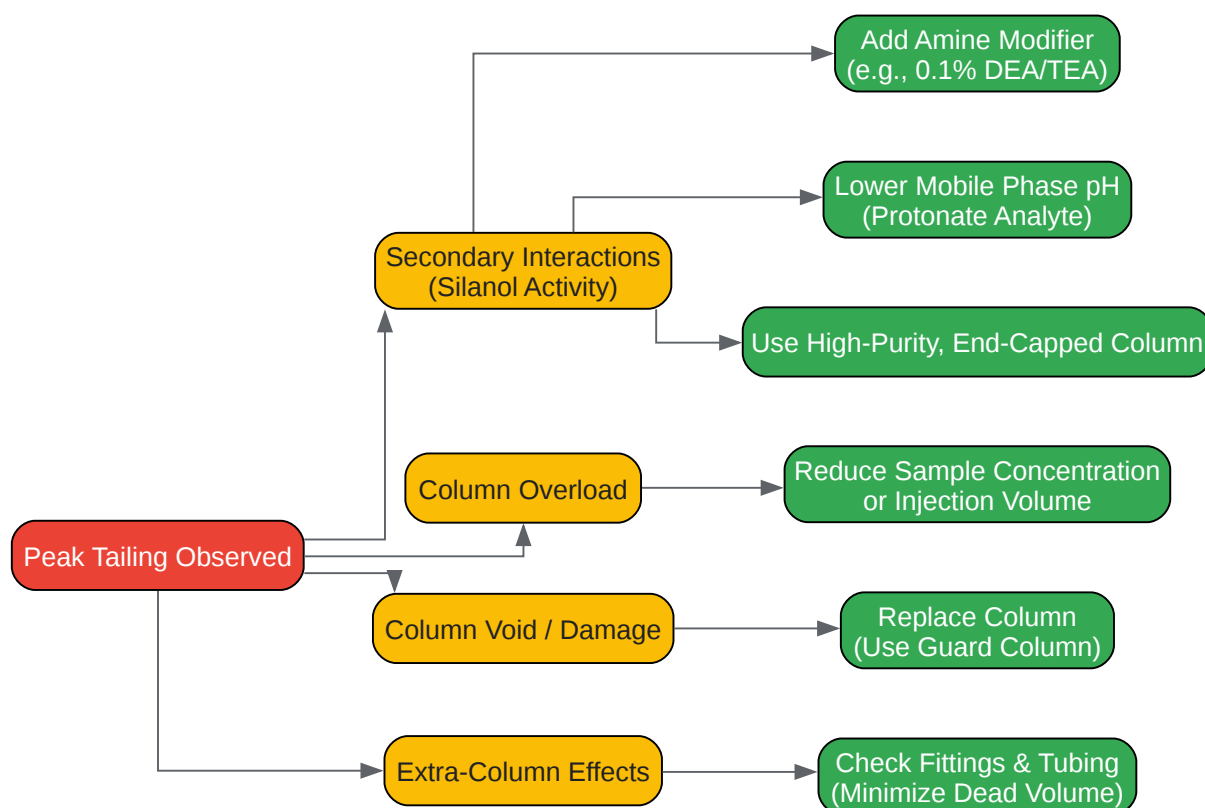 Add Amine Modifier
(e.g., 0.1% DEA/TEA)
Lower Mobile Phase pH
(Protonate Analyte)
Secondary Interactions
(Silanol Activity)
Use High-Purity, End-Capped Column
Column Overload
Reduce Sample Concentration
or Injection Volume
Peak Tailing Observed
Column Void / Damage
Replace Column
(Use Guard Column)
Extra-Column Effects
Check Fittings & Tubing
(Minimize Dead Volume)